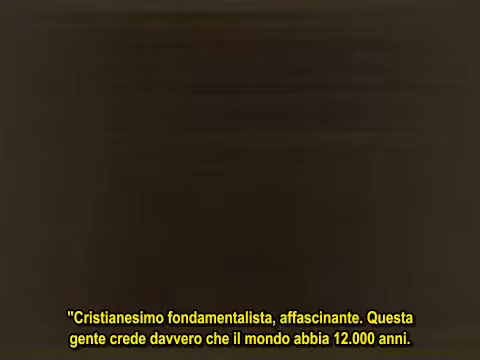 "Cristianesimo fondamentalista, affascinante. Questa
gente crede davvero che il mondo abbia 12.000 anni.